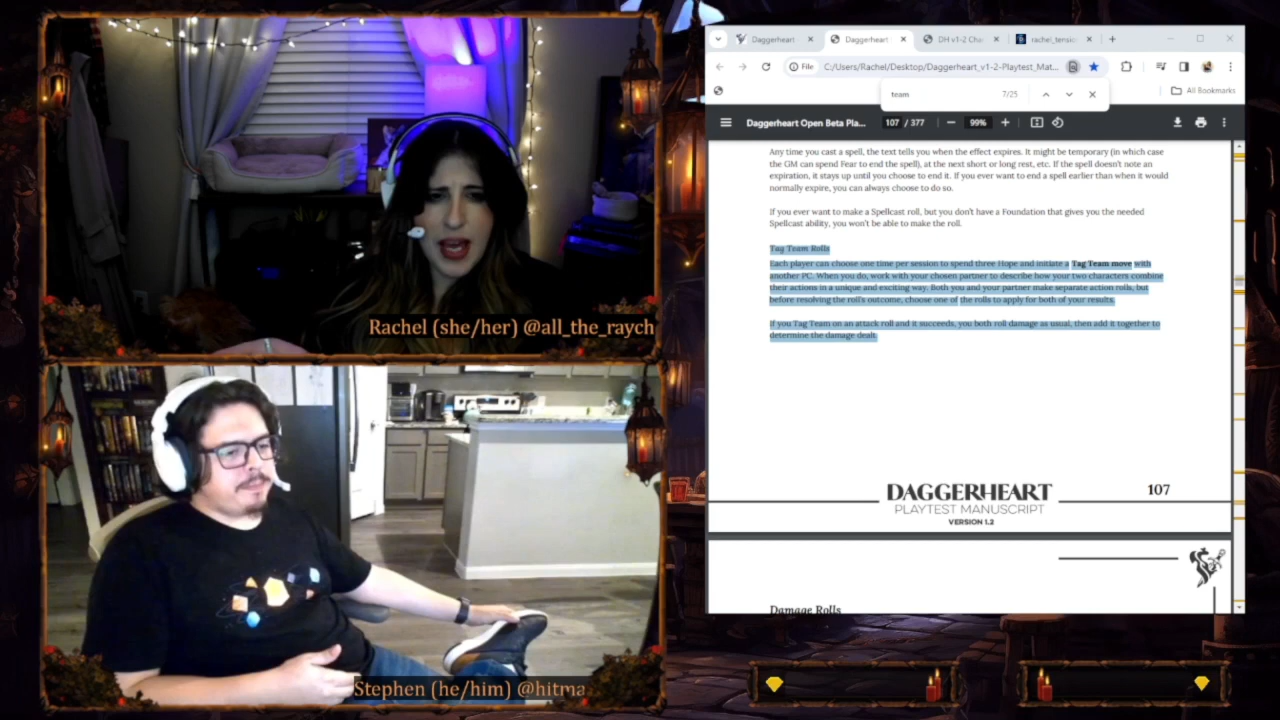 Rachel (she/her) @all_the_raych
Stephen (he/him) @hitma
Daggerheart
Daggerheart
DH v1-2 Cha
rachel_tensio
File
C:/Users/Rachel/Desktop/Daggerheart_v1-2-Playtest_Mat...
team
7/25
All Bookmarks
Daggerheart Open Beta Pla...
107 / 377
99%
Any time you cast a spell, the text tells you when the effect expires. It might be temporary (in which case
the GM can spend Fear to end the spell), at the next short or long rest, etc. If the spell doesn't note an
expiration, it stays up until you choose to end it. If you ever want to end a spell earlier than when it would
normally expire, you can always choose to do so.
If you ever want to make a Spellcast roll, but you don't have a Foundation that gives you the needed
Spellcast ability, you won't be able to make the roll.
Tag Team Rolls
Each player can choose one time per session to spend three Hope and initiate a Tag Team move with
another PC. When you do, work with your chosen partner to describe how your two characters combine
their actions in a unique and exciting way. Both you and your partner make separate action rolls, but
before resolving the roll's outcome, choose one of the rolls to apply for both of your results.
If you Tag Team on an attack roll and it succeeds, you both roll damage as usual, then add it together to
determine the damage dealt.
DAGGERHEART
107
PLAYTEST MANUSCRIPT
VERSION 1.2
Damage Rolls